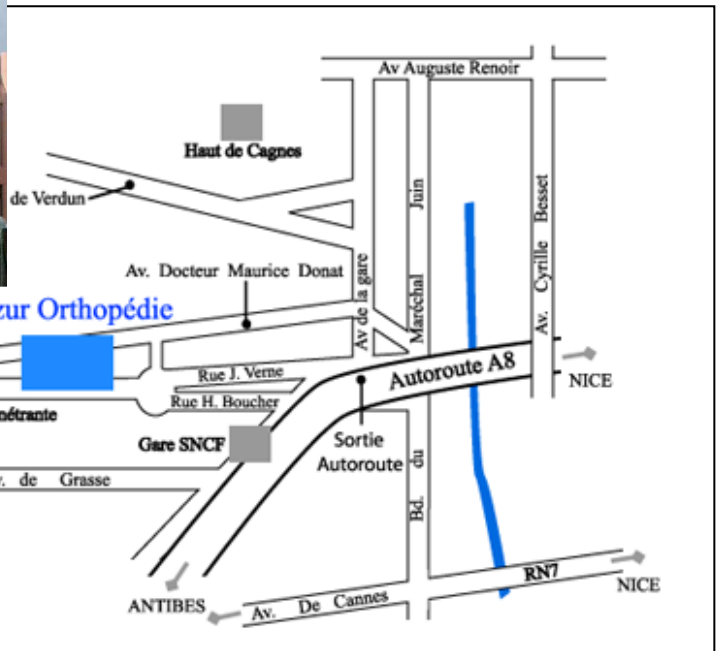 Av Auguste Renoir
Haut de Cagnes
de Verdun
Av. Docteur Maurice Donat
zur Orthopédie
Av de la gare
Bd. du Maréchal Juin
Av. Cyrille Besset
Rue J. Verne
Autoroute A8
NICE
Rue H. Boucher
nétrante
Gare SNCF
Sortie
Autoroute
v. de Grasse
ANTIBES
Av. De Cannes
RN7
NICE